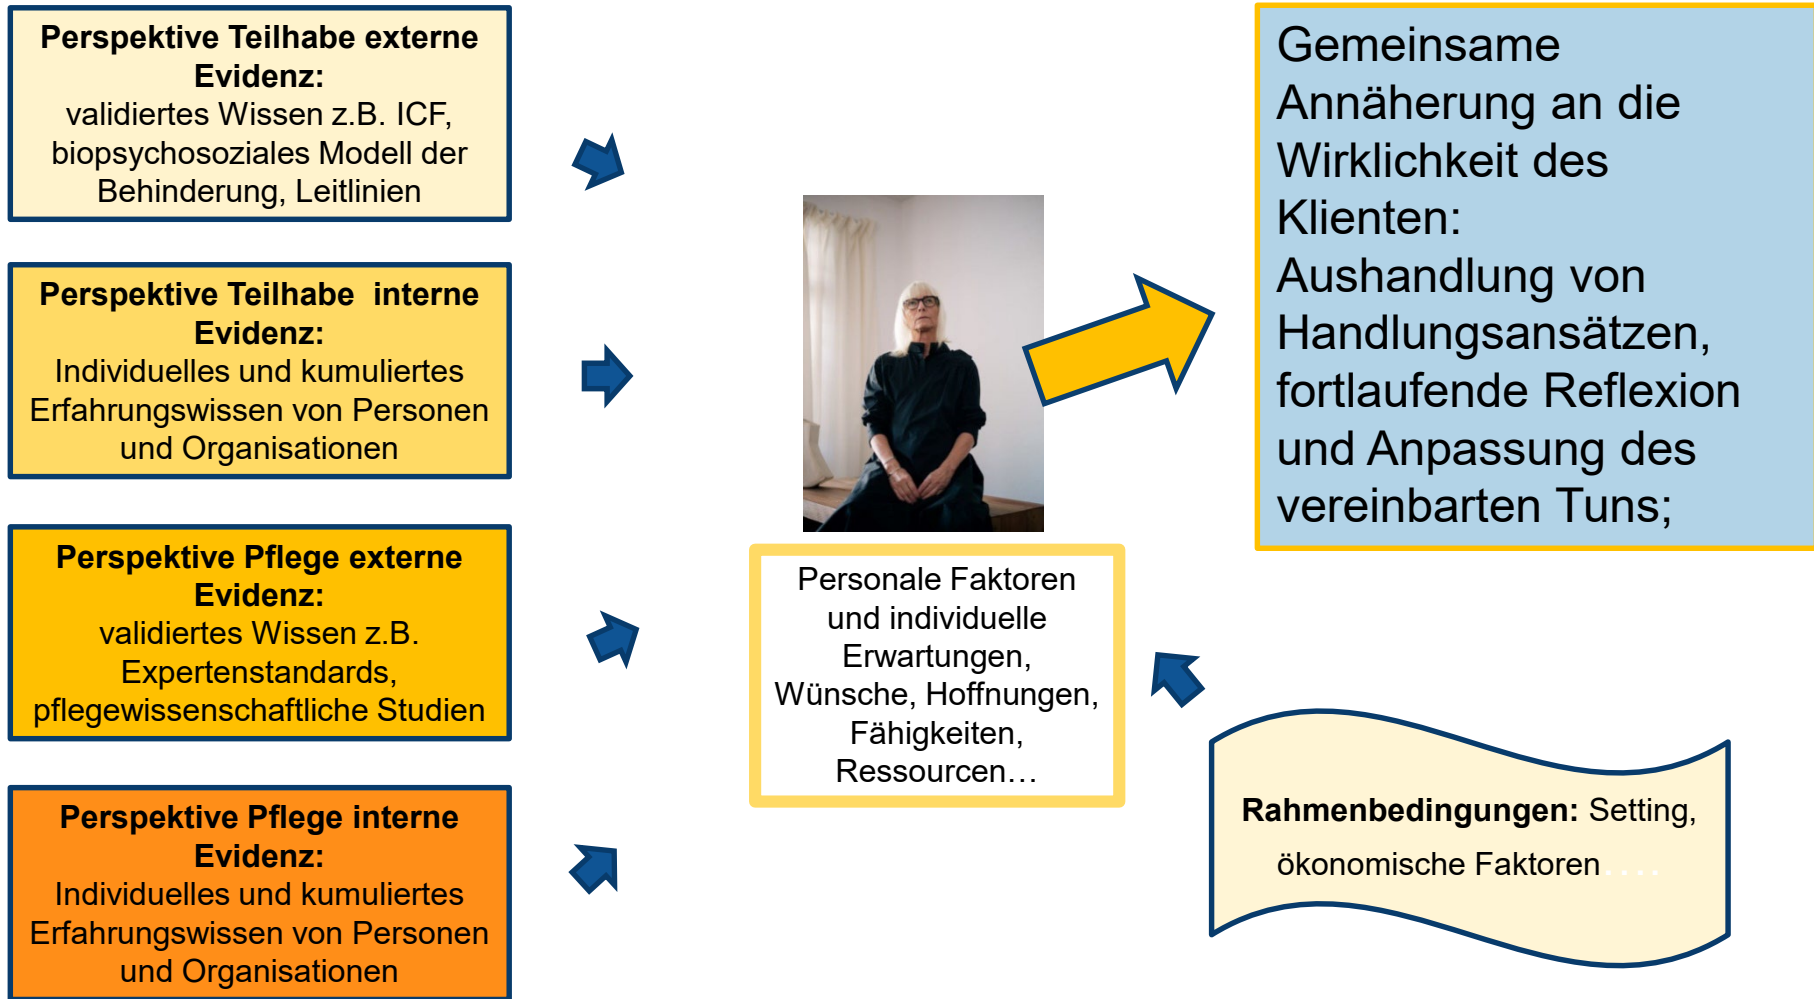 Perspektive Teilhabe externe
Evidenz:
validiertes Wissen z.B. ICF,
biopsychosoziales Modell der
Behinderung, Leitlinien
Perspektive Teilhabe  interne
Evidenz:
Individuelles und kumuliertes
Erfahrungswissen von Personen
und Organisationen
Perspektive Pflege externe
Evidenz:
validiertes Wissen z.B.
Expertenstandards,
pflegewissenschaftliche Studien
Perspektive Pflege interne
Evidenz:
Individuelles und kumuliertes
Erfahrungswissen von Personen
und Organisationen
Personale Faktoren
und individuelle
Erwartungen,
Wünsche, Hoffnungen,
Fähigkeiten,
Ressourcen…
Gemeinsame
Annäherung an die
Wirklichkeit des
Klienten:
Aushandlung von
Handlungsansätzen,
fortlaufende Reflexion
und Anpassung des
vereinbarten Tuns;
Rahmenbedingungen: Setting,
ökonomische Faktoren….